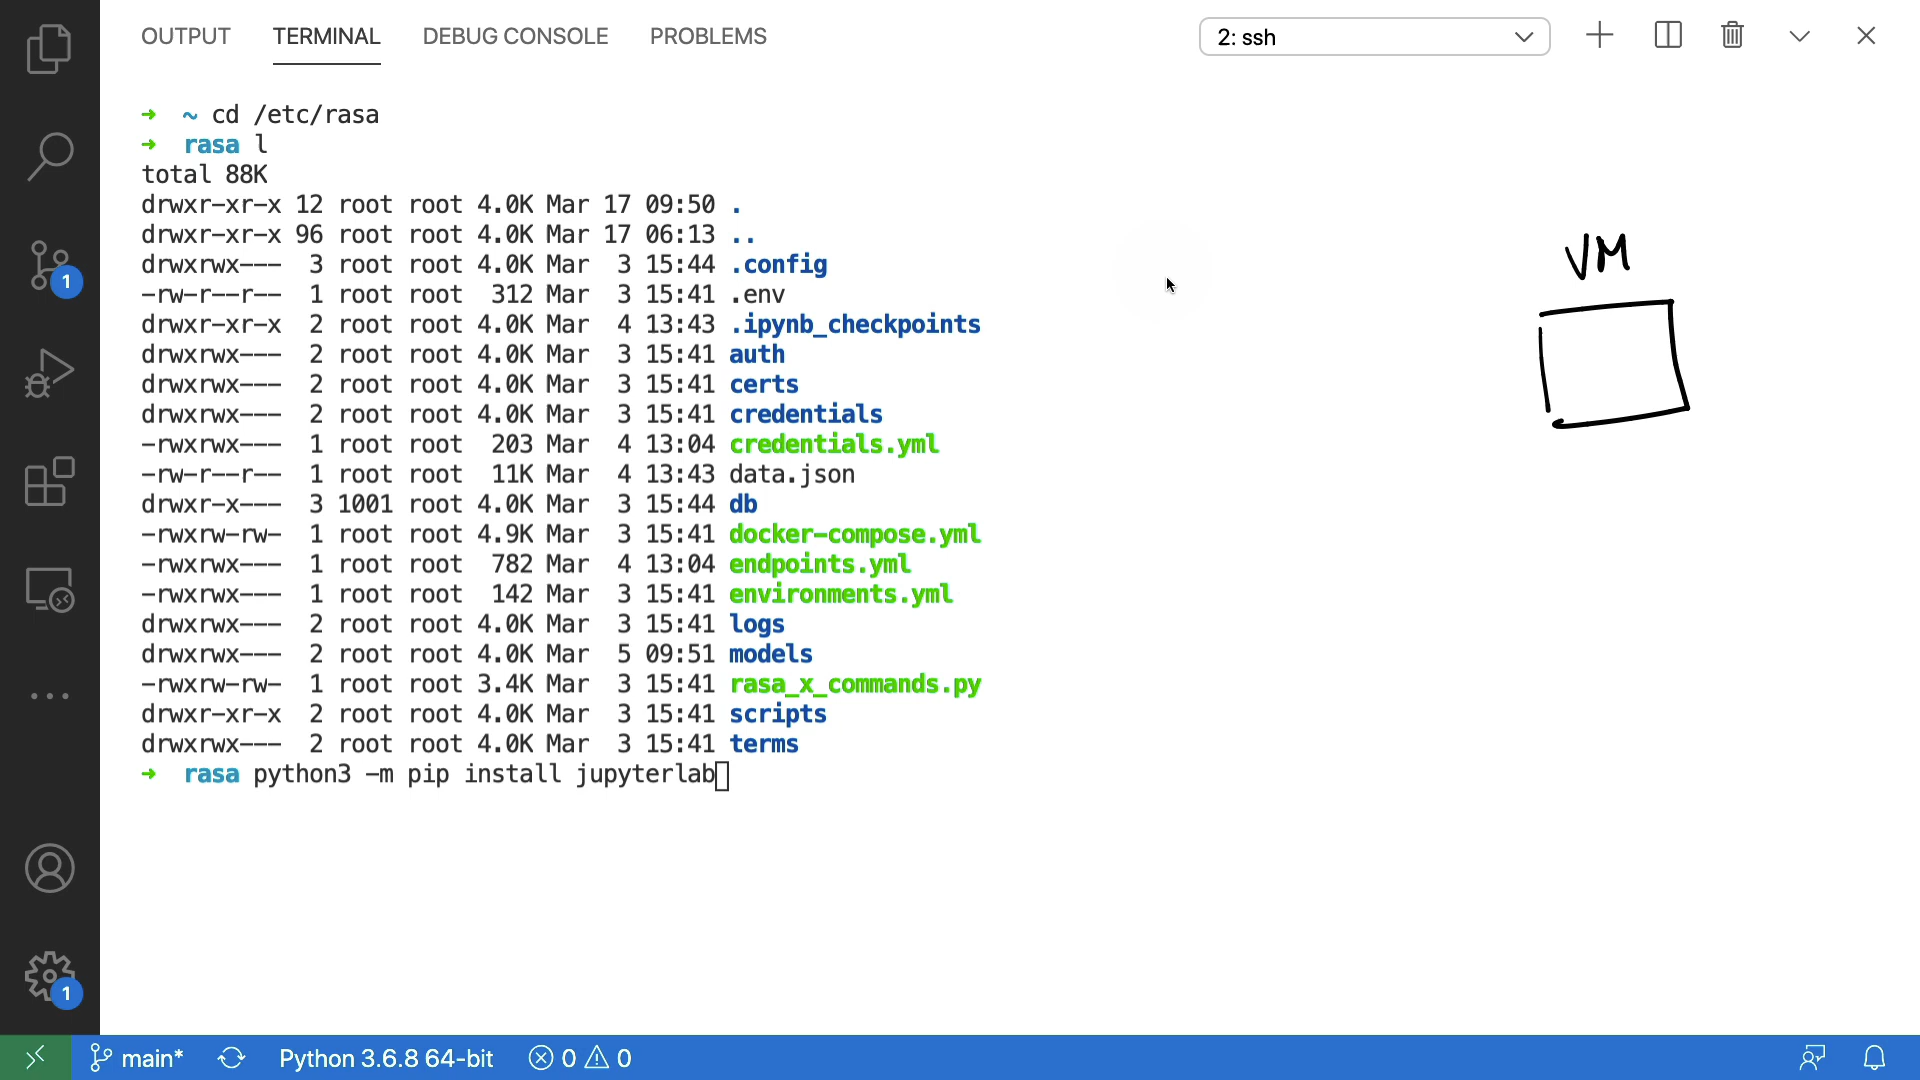 OUTPUT TERMINAL DEBUG CONSOLE PROBLEMS 2: ssh
➜ ~ cd /etc/rasa
➜ rasa l
total 88K
drwxr-xr-x 12 root root 4.0K Mar 17 09:50 .
drwxr-xr-x 96 root root 4.0K Mar 17 06:13 ..
drwxrwx--- 3 root root 4.0K Mar 3 15:44 .config
-rw-r--r-- 1 root root 312 Mar 3 15:41 .env
drwxr-xr-x 2 root root 4.0K Mar 4 13:43 .ipynb_checkpoints
drwxrwx--- 2 root root 4.0K Mar 3 15:41 auth
drwxrwx--- 2 root root 4.0K Mar 3 15:41 certs
drwxrwx--- 2 root root 4.0K Mar 3 15:41 credentials
-rwxrwx--- 1 root root 203 Mar 4 13:04 credentials.yml
-rw-r--r-- 1 root root 11K Mar 4 13:43 data.json
drwxr-x--- 3 1001 root 4.0K Mar 3 15:44 db
-rwxrw-rw- 1 root root 4.9K Mar 3 15:41 docker-compose.yml
-rwxrwx--- 1 root root 782 Mar 4 13:04 endpoints.yml
-rwxrwx--- 1 root root 142 Mar 3 15:41 environments.yml
drwxrwx--- 2 root root 4.0K Mar 3 15:41 logs
drwxrwx--- 2 root root 4.0K Mar 5 09:51 models
-rwxrw-rw- 1 root root 3.4K Mar 3 15:41 rasa_x_commands.py
drwxr-xr-x 2 root root 4.0K Mar 3 15:41 scripts
drwxrwx--- 2 root root 4.0K Mar 3 15:41 terms
➜ rasa python3 -m pip install jupyterlab
VM
1
1
main* Python 3.6.8 64-bit 0 0